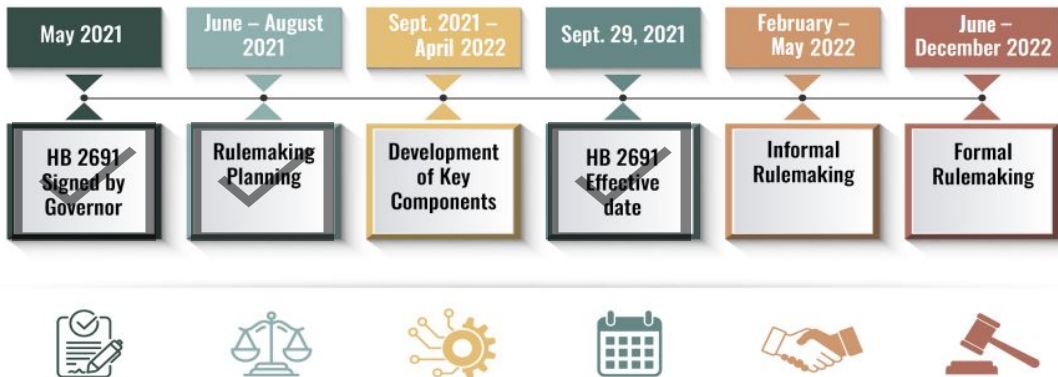 May 2021
June – August
2021
Sept. 2021 –
April 2022
Sept. 29, 2021
February –
May 2022
June –
December 2022
HB 2691
Signed by
Governor
Rulemaking
Planning
Development
of Key
Components
HB 2691
Effective
date
Informal
Rulemaking
Formal
Rulemaking